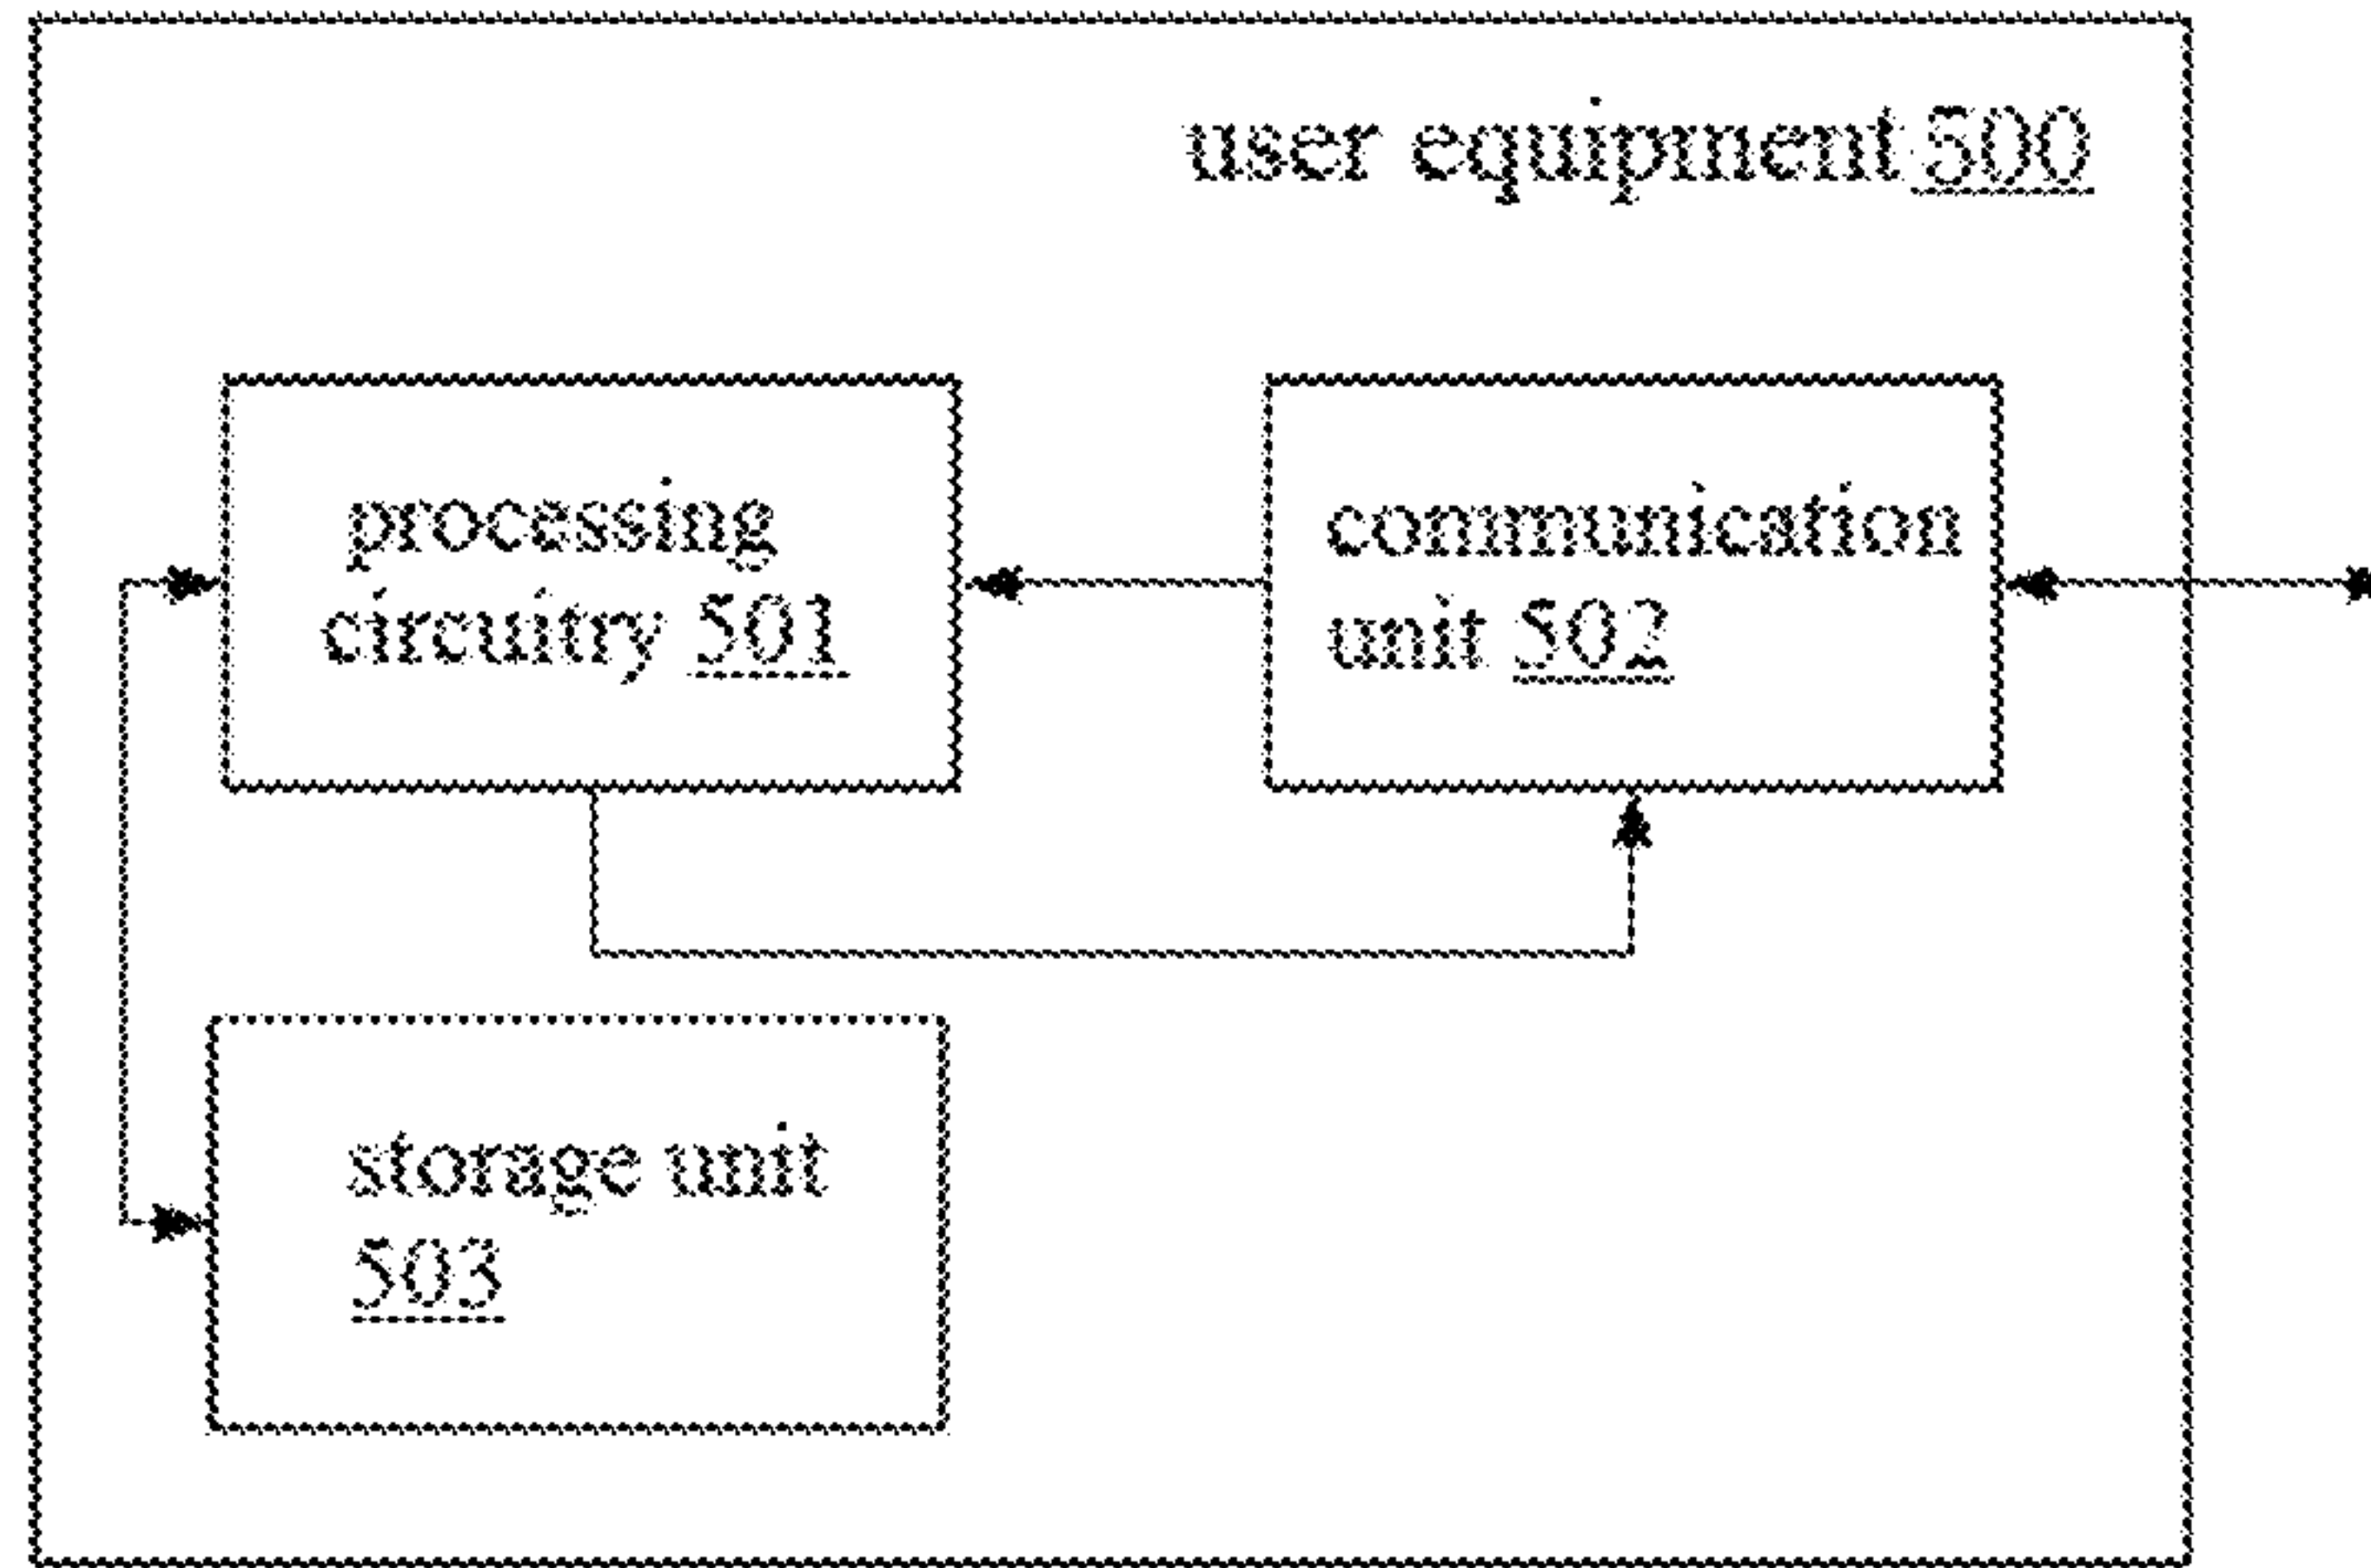 user equipment 500
processing
circuitry 501
communication
unit 502
storage unit
503